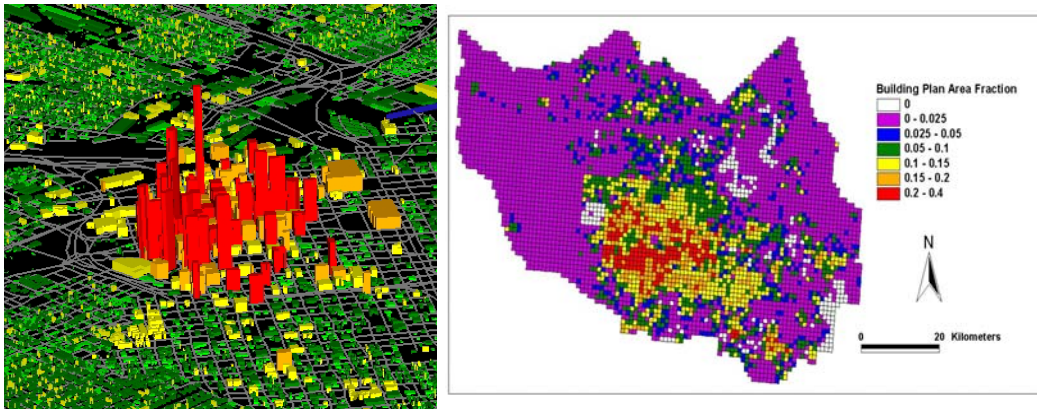 Building Plan Area Fraction
0
0 - 0.025
0.025 - 0.05
0.05 - 0.1
0.1 - 0.15
0.15 - 0.2
0.2 - 0.4
N
0 20 Kilometers